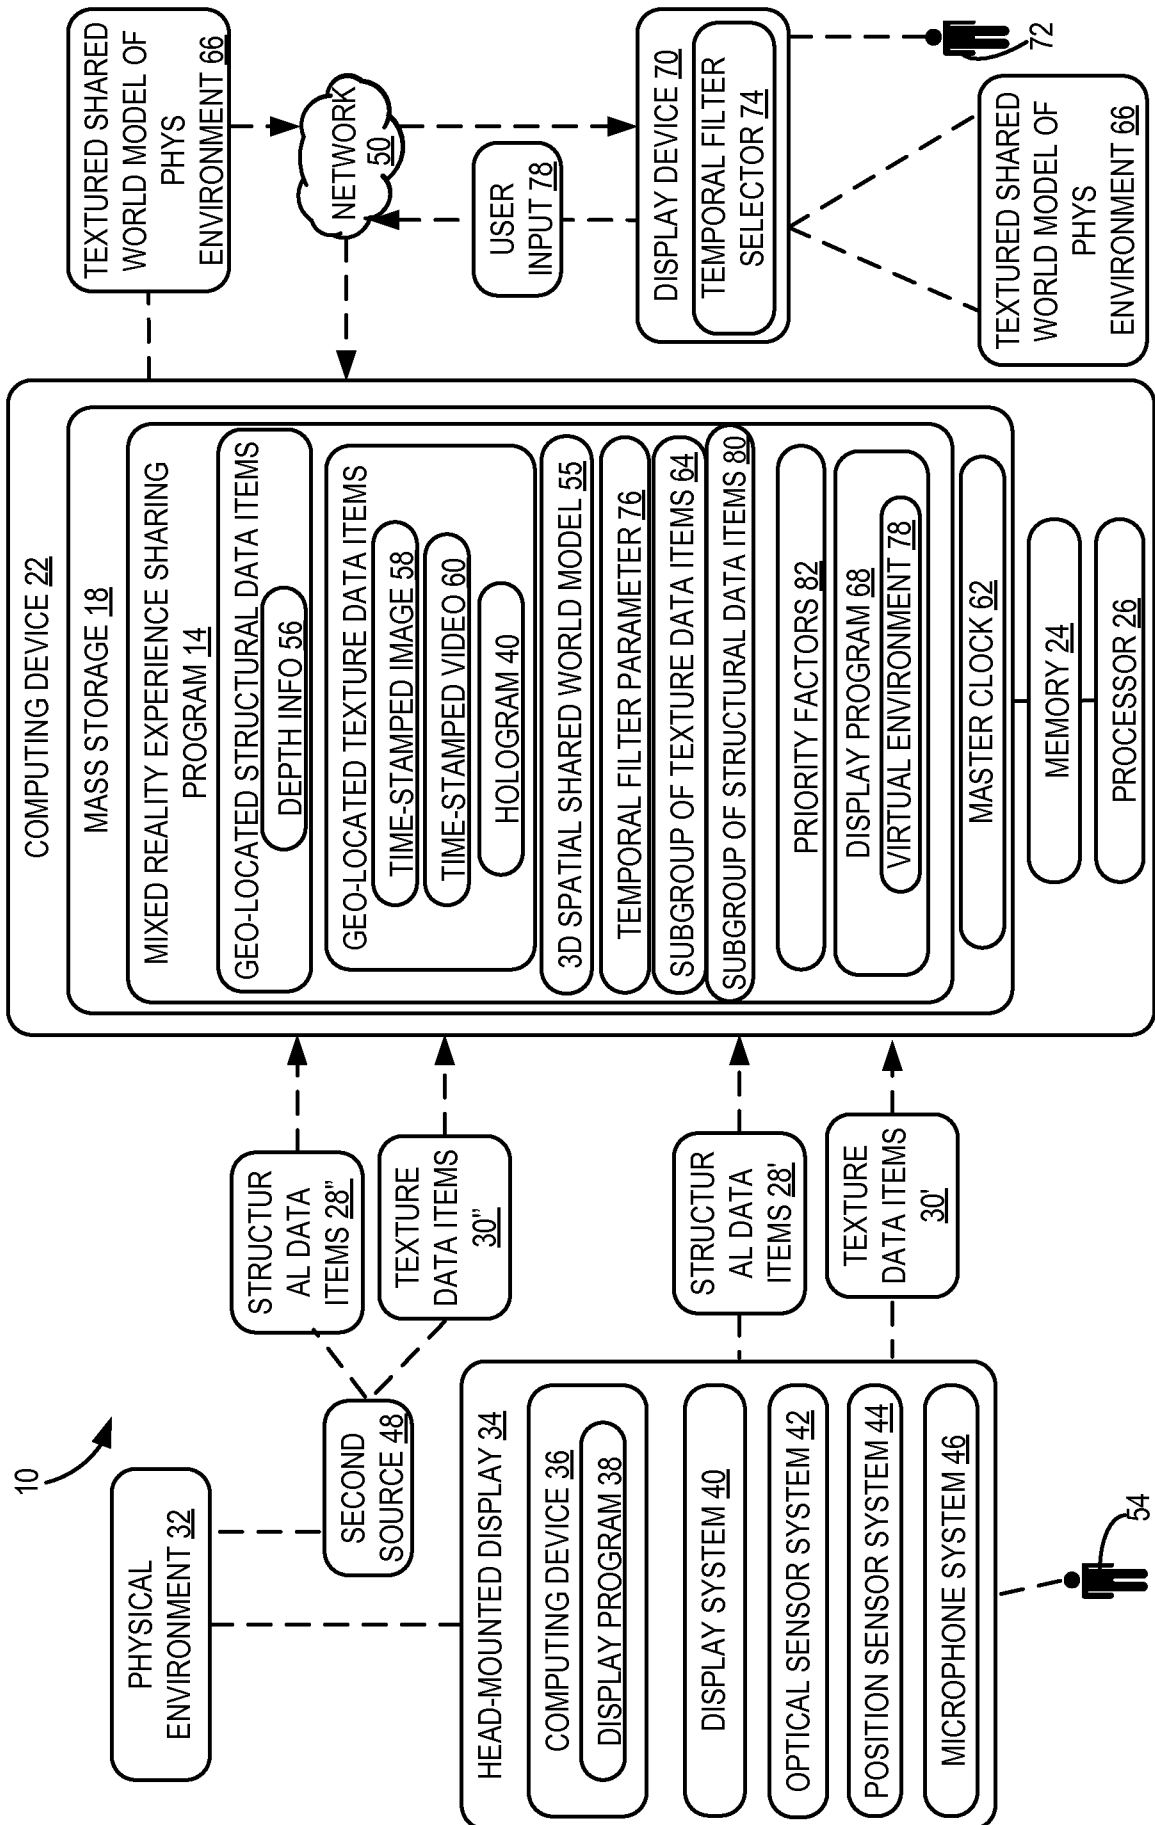 10
PHYSICAL
ENVIRONMENT 32
SECOND
SOURCE 48
HEAD-MOUNTED DISPLAY 34
COMPUTING DEVICE 36
DISPLAY PROGRAM 38
DISPLAY SYSTEM 40
OPTICAL SENSOR SYSTEM 42
POSITION SENSOR SYSTEM 44
MICROPHONE SYSTEM 46
54
STRUCTUR
AL DATA
ITEMS 28"
TEXTURE
DATA ITEMS
30"
STRUCTUR
AL DATA
ITEMS 28'
TEXTURE
DATA ITEMS
30'
COMPUTING DEVICE 22
MASS STORAGE 18
MIXED REALITY EXPERIENCE SHARING
PROGRAM 14
GEO-LOCATED STRUCTURAL DATA ITEMS
DEPTH INFO 56
GEO-LOCATED TEXTURE DATA ITEMS
TIME-STAMPED IMAGE 58
TIME-STAMPED VIDEO 60
HOLOGRAM 40
3D SPATIAL SHARED WORLD MODEL 55
TEMPORAL FILTER PARAMETER 76
SUBGROUP OF TEXTURE DATA ITEMS 64
SUBGROUP OF STRUCTURAL DATA ITEMS 80
PRIORITY FACTORS 82
DISPLAY PROGRAM 68
VIRTUAL ENVIRONMENT 78
MASTER CLOCK 62
MEMORY 24
PROCESSOR 26
TEXTURED SHARED
WORLD MODEL OF
PHYS
ENVIRONMENT 66
NETWORK
50
USER
INPUT 78
DISPLAY DEVICE 70
TEMPORAL FILTER
SELECTOR 74
72
TEXTURED SHARED
WORLD MODEL OF
PHYS
ENVIRONMENT 66